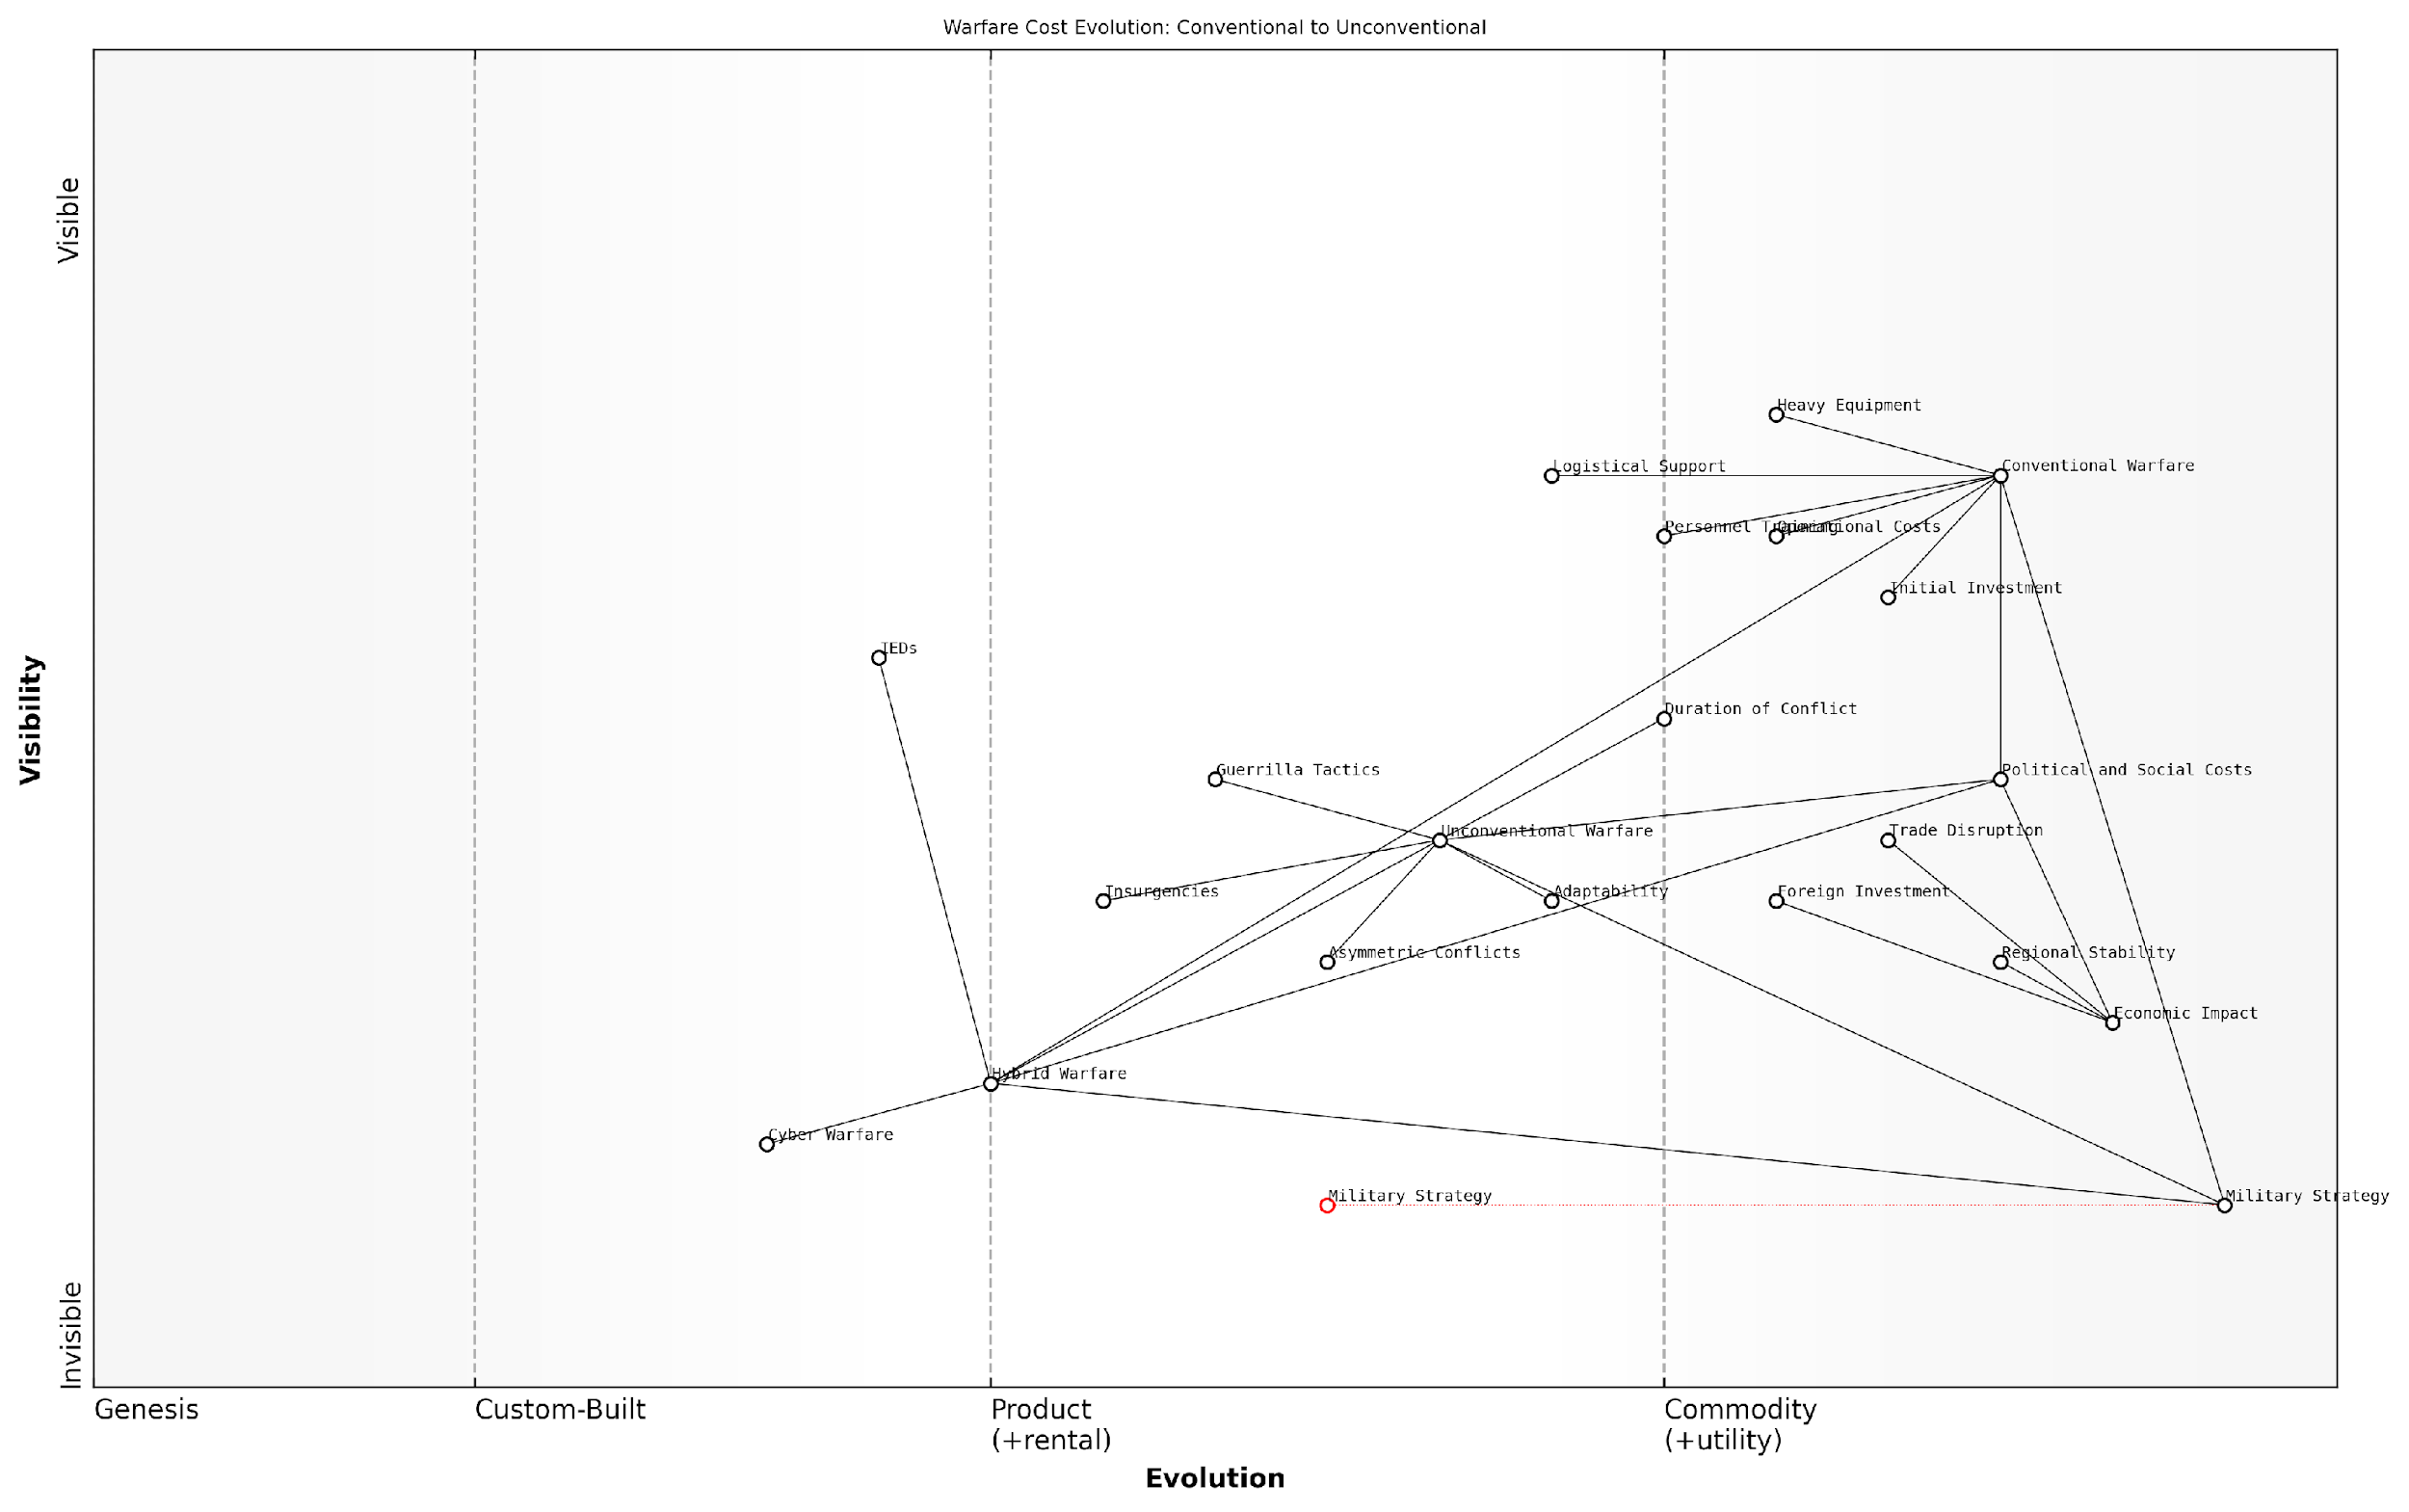 Warfare Cost Evolution: Conventional to Unconventional
Visible
Heavy Equipment
Logistical Support
Conventional Warfare
Personnel Training
Operational Costs
Initial Investment
IEDs
Visibility
Duration of Conflict
Guerrilla Tactics
Political and Social Costs
Unconventional Warfare
Trade Disruption
Insurgencies
Adaptability
Foreign Investment
Asymmetric Conflicts
Regional Stability
Economic Impact
Hybrid Warfare
Cyber Warfare
Military Strategy
Military Strategy
Invisible
Genesis
Custom-Built
Product
(+rental)
Commodity
(+utility)
Evolution